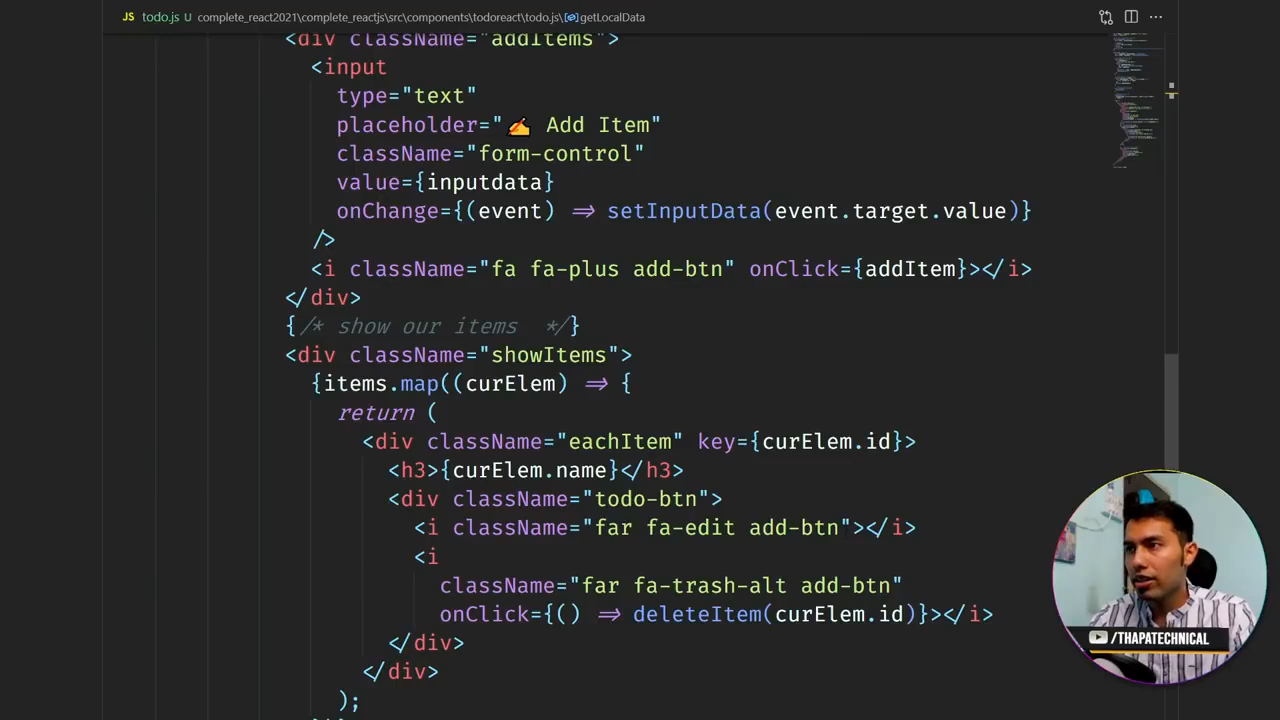 JS todo.js U complete_react2021\complete_reactjs\src\components\todoreact\todo.js\getLocalData
<div className="addItems">
<input
type="text"
placeholder="✍ Add Item"
className="form-control"
value={inputdata}
onChange={(event) => setInputData(event.target.value)}
/>
<i className="fa fa-plus add-btn" onClick={addItem}></i>
</div>
{/* show our items  */}
<div className="showItems">
{items.map((curElem) => {
return (
<div className="eachItem" key={curElem.id}>
<h3>{curElem.name}</h3>
<div className="todo-btn">
<i className="far fa-edit add-btn"></i>
<i
className="far fa-trash-alt add-btn"
onClick={() => deleteItem(curElem.id)}></i>
</div>
</div>
);
/THAPATECHNICAL